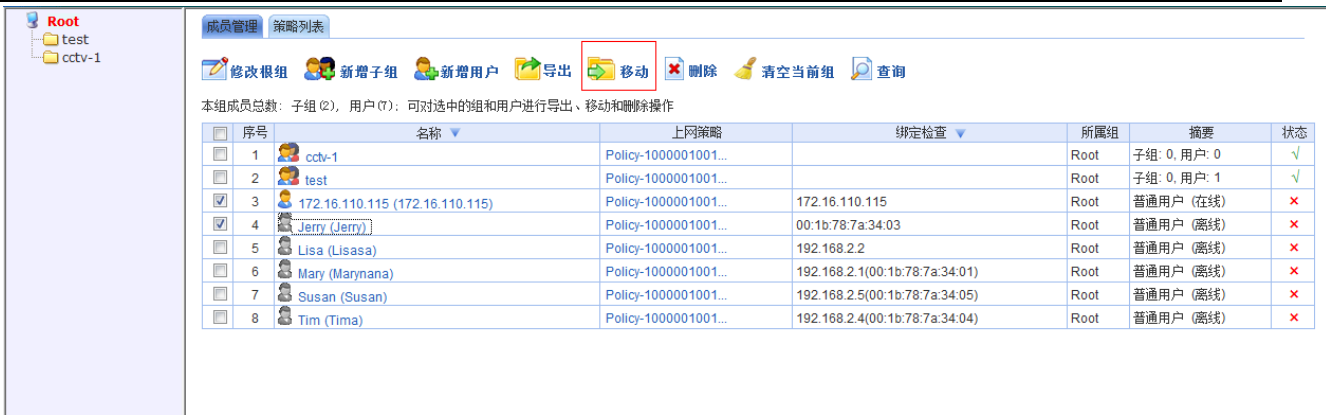 Root
test
cctv-1
成员管理 策略列表
修改根组 新增子组 新增用户 导出 移动 删除 清空当前组 查询
本组成员总数: 子组(2), 用户(7); 可对选中的组和用户进行导出、移动和删除操作
序号 名称 上网策略 绑定检查 所属组 摘要 状态
1 cctv-1 Policy-1000001001... Root 子组: 0, 用户: 0 √
2 test Policy-1000001001... Root 子组: 0, 用户: 1 √
3 172.16.110.115 (172.16.110.115) Policy-1000001001... 172.16.110.115 Root 普通用户 (在线) ×
4 Jerry (Jerry) Policy-1000001001... 00:1b:78:7a:34:03 Root 普通用户 (离线) ×
5 Lisa (Lisasa) Policy-1000001001... 192.168.2.2 Root 普通用户 (离线) ×
6 Mary (Marynana) Policy-1000001001... 192.168.2.1(00:1b:78:7a:34:01) Root 普通用户 (离线) ×
7 Susan (Susan) Policy-1000001001... 192.168.2.5(00:1b:78:7a:34:05) Root 普通用户 (离线) ×
8 Tim (Tima) Policy-1000001001... 192.168.2.4(00:1b:78:7a:34:04) Root 普通用户 (离线) ×